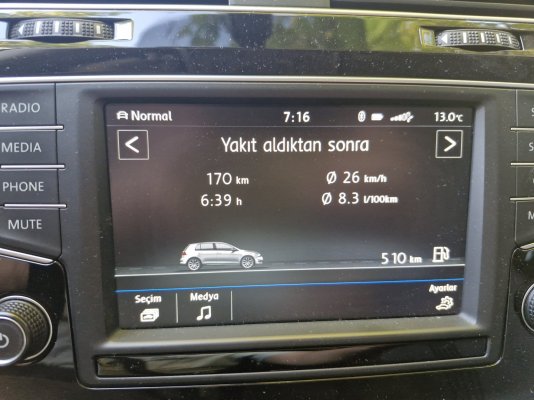 RADIO
MEDIA
PHONE
MUTE
Normal 7:16 13.0°C
< Yakıt aldıktan sonra >
170 km Ø 26 km/h
6:39 h Ø 8.3 l/100km
510 km
Seçim Medya Ayarlar